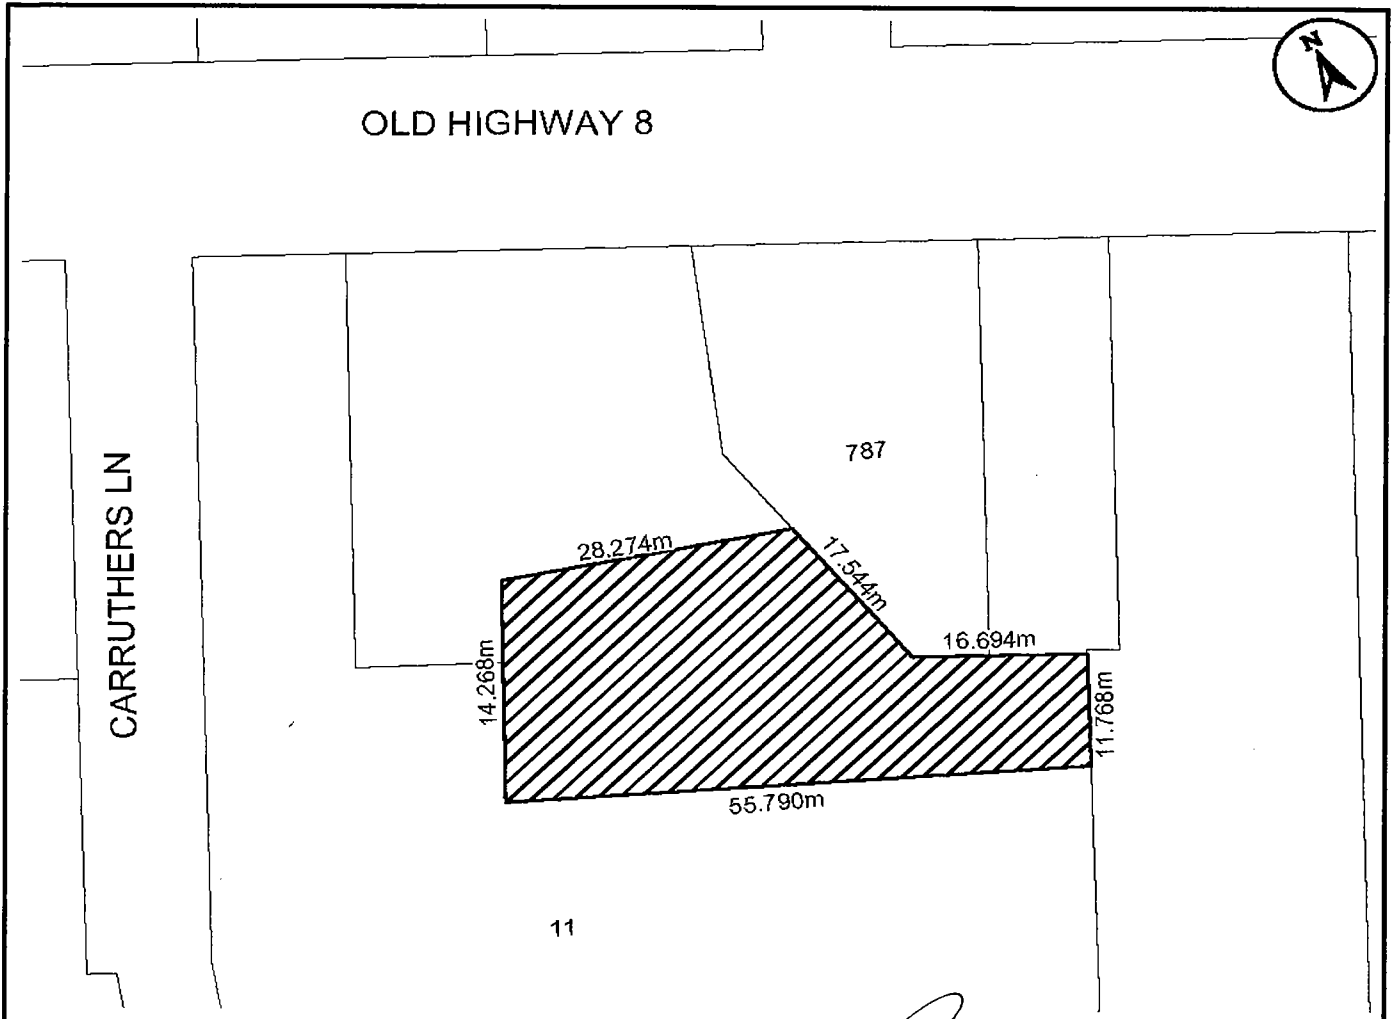 N
OLD HIGHWAY 8
787
CARRUTHERS LN
28.274m
17.544m
16.694m
14.268m
11.768m
55.790m
11